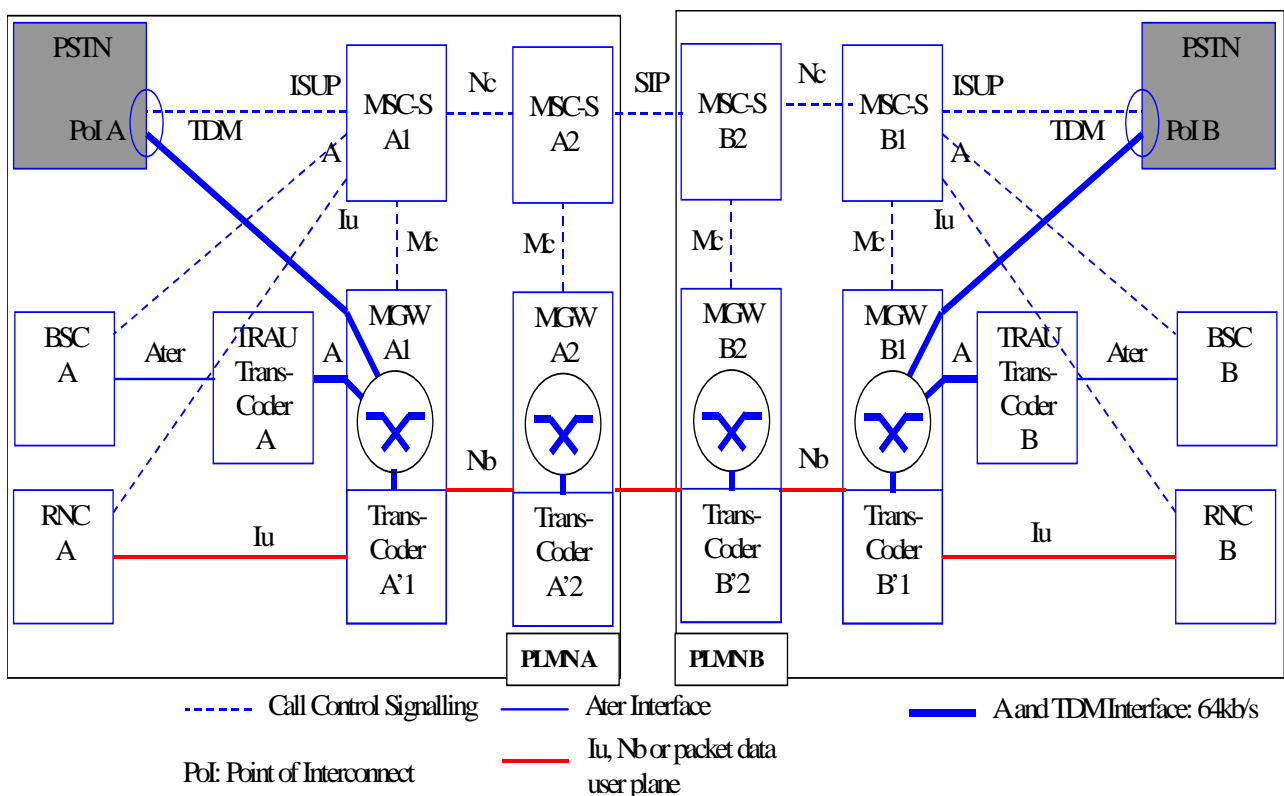 PSTN
PoI A
TDM
ISUP
MSC-S
A1
Nc
MSC-S
A2
SIP
MSC-S
B2
Nc
MSC-S
B1
ISUP
TDM
PSTN
PoI B
A
Iu
Mc
Mc
Mc
Mc
A
Iu
BSC
A
Ater
TRAU
Trans-
Coder
A
A
MGW
A1
MGW
A2
MGW
B2
MGW
B1
A
TRAU
Trans-
Coder
B
Ater
BSC
B
Nb
Nb
RNC
A
Iu
Trans-
Coder
A'1
Trans-
Coder
A'2
Trans-
Coder
B'2
Trans-
Coder
B'1
Iu
RNC
B
PLMN A
PLMN B
Call Control Signalling
Ater Interface
A and TDM Interface: 64kb/s
PoI: Point of Interconnect
Iu, Nb or packet data
user plane